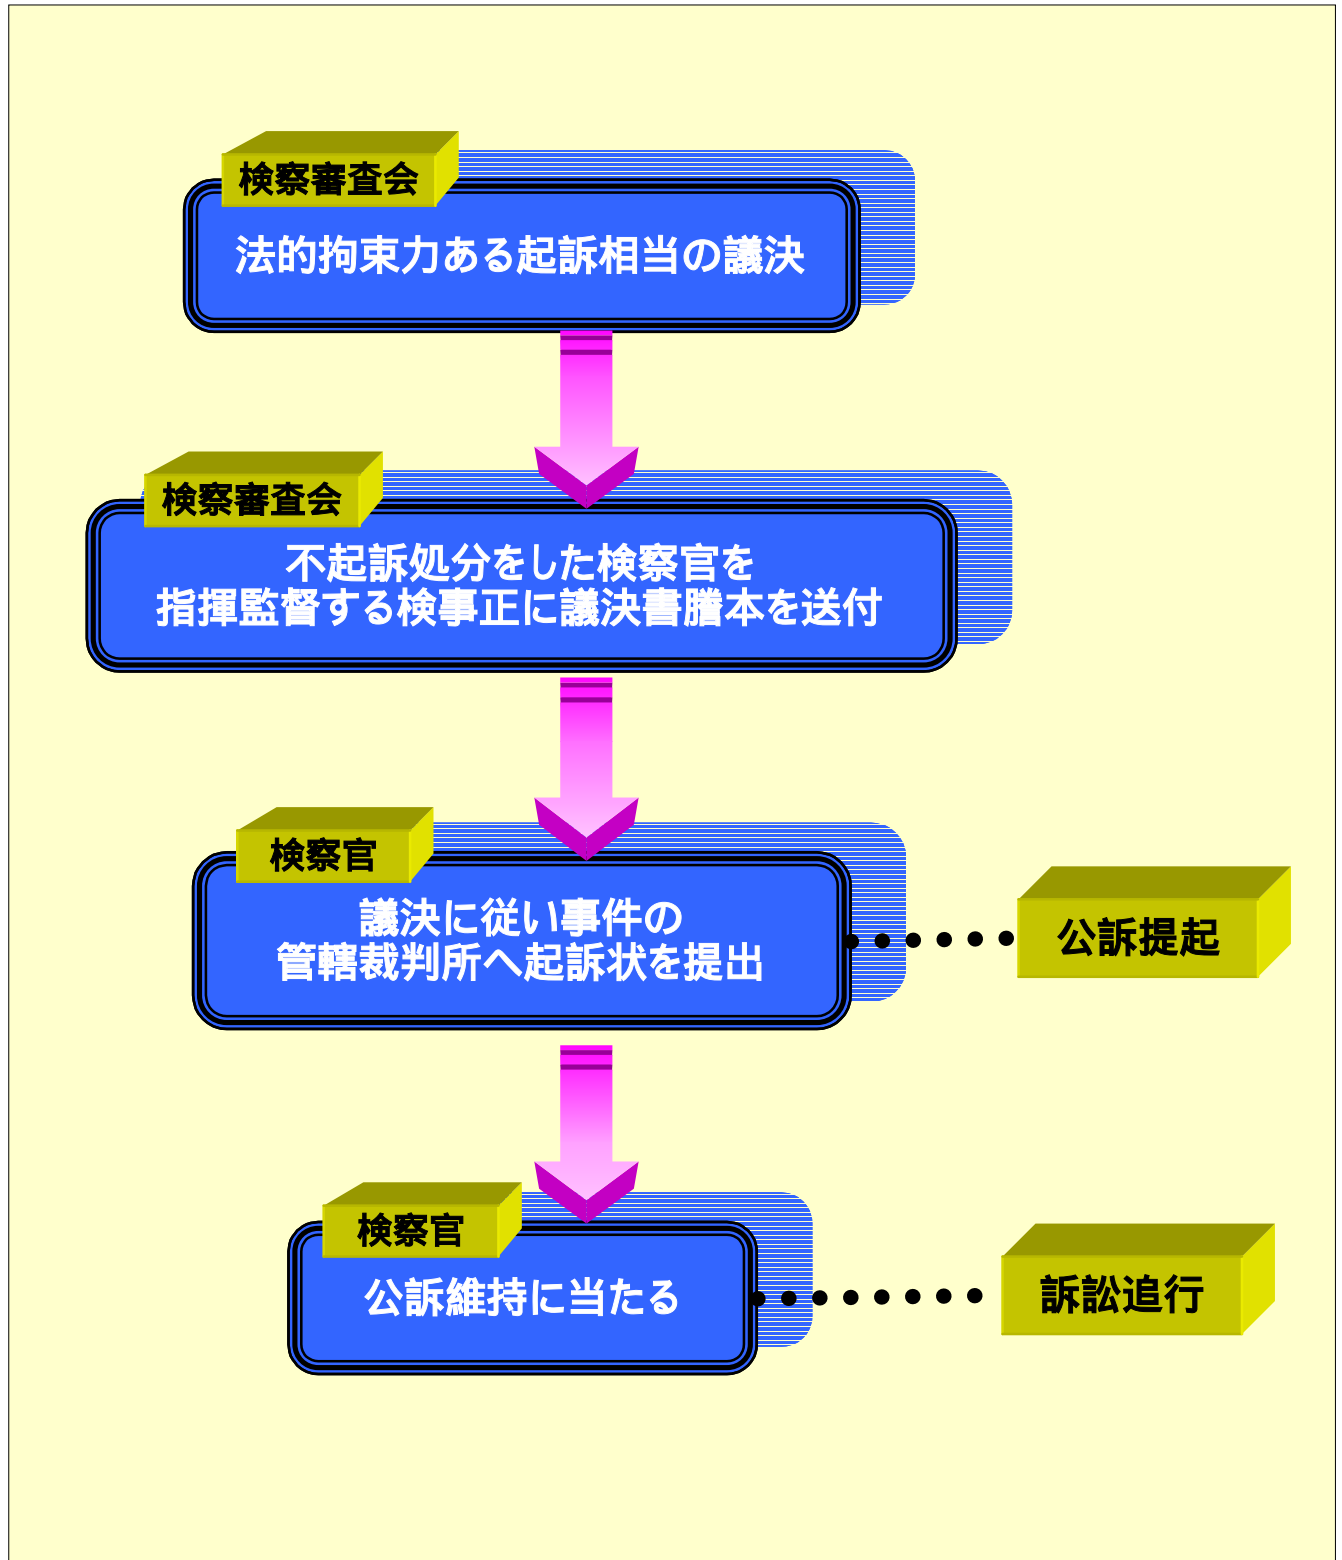 検察審査会
法的拘束力ある起訴相当の議決
検察審査会
不起訴処分をした検察官を
指揮監督する検事正に議決書謄本を送付
検察官
議決に従い事件の
管轄裁判所へ起訴状を提出
公訴提起
検察官
公訴維持に当たる
訴訟追行